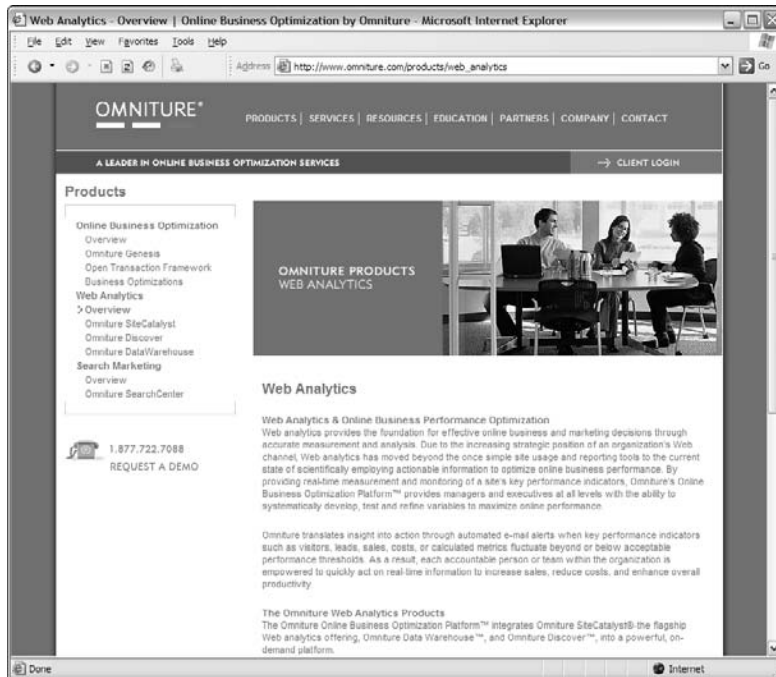 Web Analytics - Overview | Online Business Optimization by Omniture - Microsoft Internet Explorer
File Edit View Favorites Tools Help
Address http://www.omniture.com/products/web_analytics Go
OMNITURE®
PRODUCTS | SERVICES | RESOURCES | EDUCATION | PARTNERS | COMPANY | CONTACT
A LEADER IN ONLINE BUSINESS OPTIMIZATION SERVICES
→ CLIENT LOGIN
Products
Online Business Optimization
Overview
Omniture Genesis
Open Transaction Framework
Business Optimizations
Web Analytics
> Overview
Omniture SiteCatalyst
Omniture Discover
Omniture DataWarehouse
Search Marketing
Overview
Omniture SearchCenter
1.877.722.7088
REQUEST A DEMO
OMNITURE PRODUCTS
WEB ANALYTICS
Web Analytics
Web Analytics & Online Business Performance Optimization
Web analytics provides the foundation for effective online business and marketing decisions through
accurate measurement and analysis. Due to the increasing strategic position of an organization's Web
channel, Web analytics has moved beyond the once simple site usage and reporting tools to the current
state of scientifically employing actionable information to optimize online business performance. By
providing real-time measurement and monitoring of a site's key performance indicators, Omniture's Online
Business Optimization Platform™ provides managers and executives at all levels with the ability to
systematically develop, test and refine variables to maximize online performance.
Omniture translates insight into action through automated e-mail alerts when key performance indicators
such as visitors, leads, sales, costs, or calculated metrics fluctuate beyond or below acceptable
performance thresholds. As a result, each accountable person or team within the organization is
empowered to quickly act on real-time information to increase sales, reduce costs, and enhance overall
productivity.
The Omniture Web Analytics Products
The Omniture Online Business Optimization Platform™ integrates Omniture SiteCatalyst®-the flagship
Web analytics offering, Omniture Data Warehouse™, and Omniture Discover™, into a powerful, on-
demand platform.
Done Internet